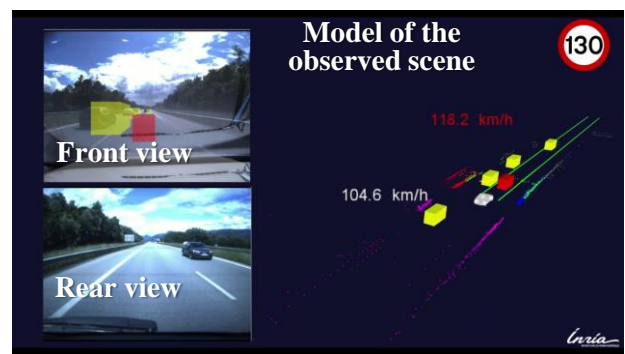 Model of the
observed scene
130
Front view
118.2 km/h
104.6 km/h
Rear view
Inria